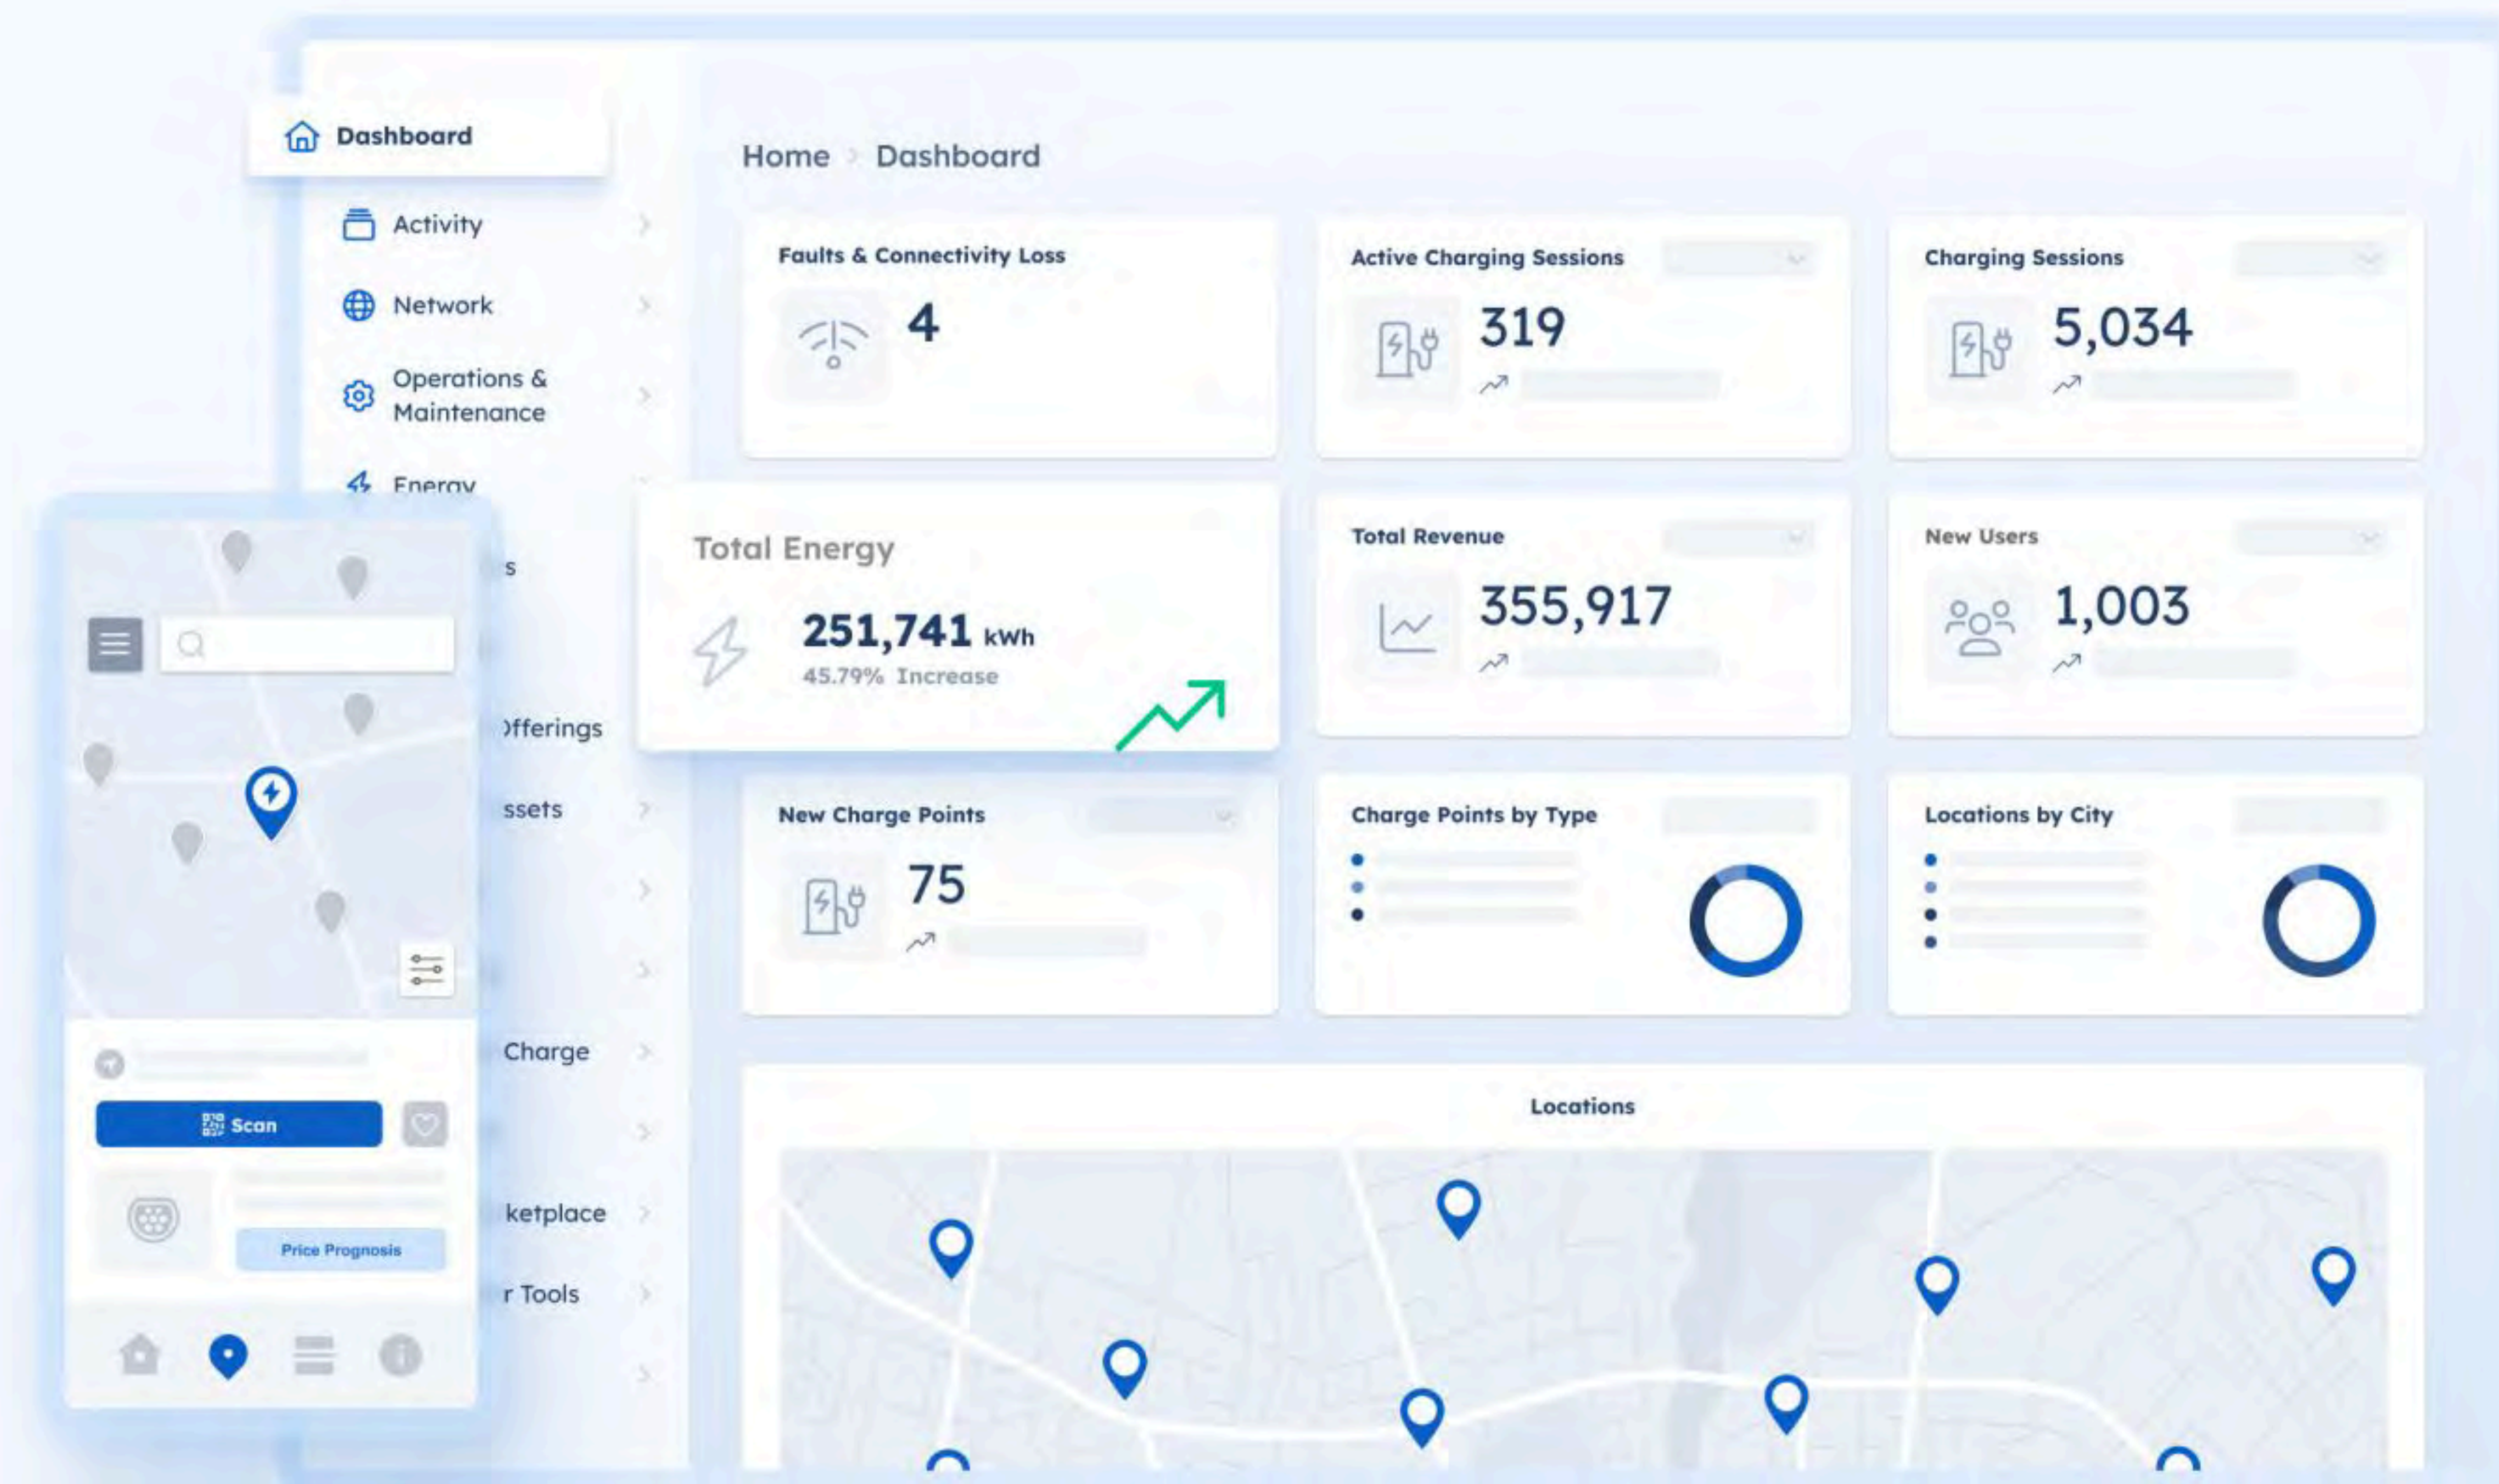 Dashboard
Activity
Network
Operations &
Maintenance
Energy
s
Offerings
ssets
Charge
ketplace
r Tools
Home > Dashboard
Faults & Connectivity Loss
4
Active Charging Sessions
319
Charging Sessions
5,034
Total Energy
251,741 kWh
45.79% Increase
Total Revenue
355,917
New Users
1,003
New Charge Points
75
Charge Points by Type
Locations by City
Locations
Scan
Price Prognosis